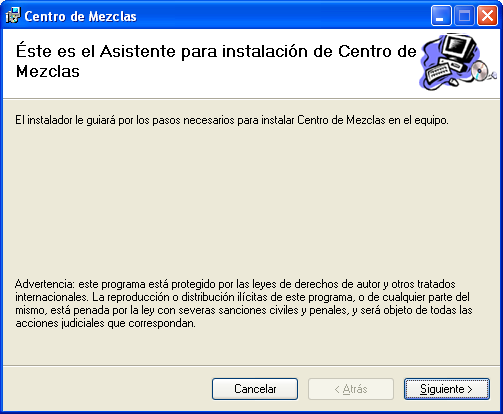 Centro de Mezclas
Éste es el Asistente para instalación de Centro de
Mezclas
El instalador le guiará por los pasos necesarios para instalar Centro de Mezclas en el equipo.
Advertencia: este programa está protegido por las leyes de derechos de autor y otros tratados
internacionales. La reproducción o distribución ilícitas de este programa, o de cualquier parte del
mismo, está penada por la ley con severas sanciones civiles y penales, y será objeto de todas las
acciones judiciales que correspondan.
Cancelar
< Atrás
Siguiente >